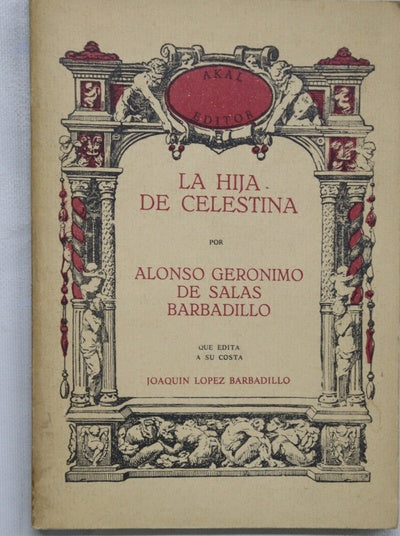 AKAL
EDITOR
LA HIJA
DE CELESTINA
POR
ALONSO GERONIMO
DE SALAS
BARBADILLO
QUE EDITA
A SU COSTA
JOAQUIN LOPEZ BARBADILLO